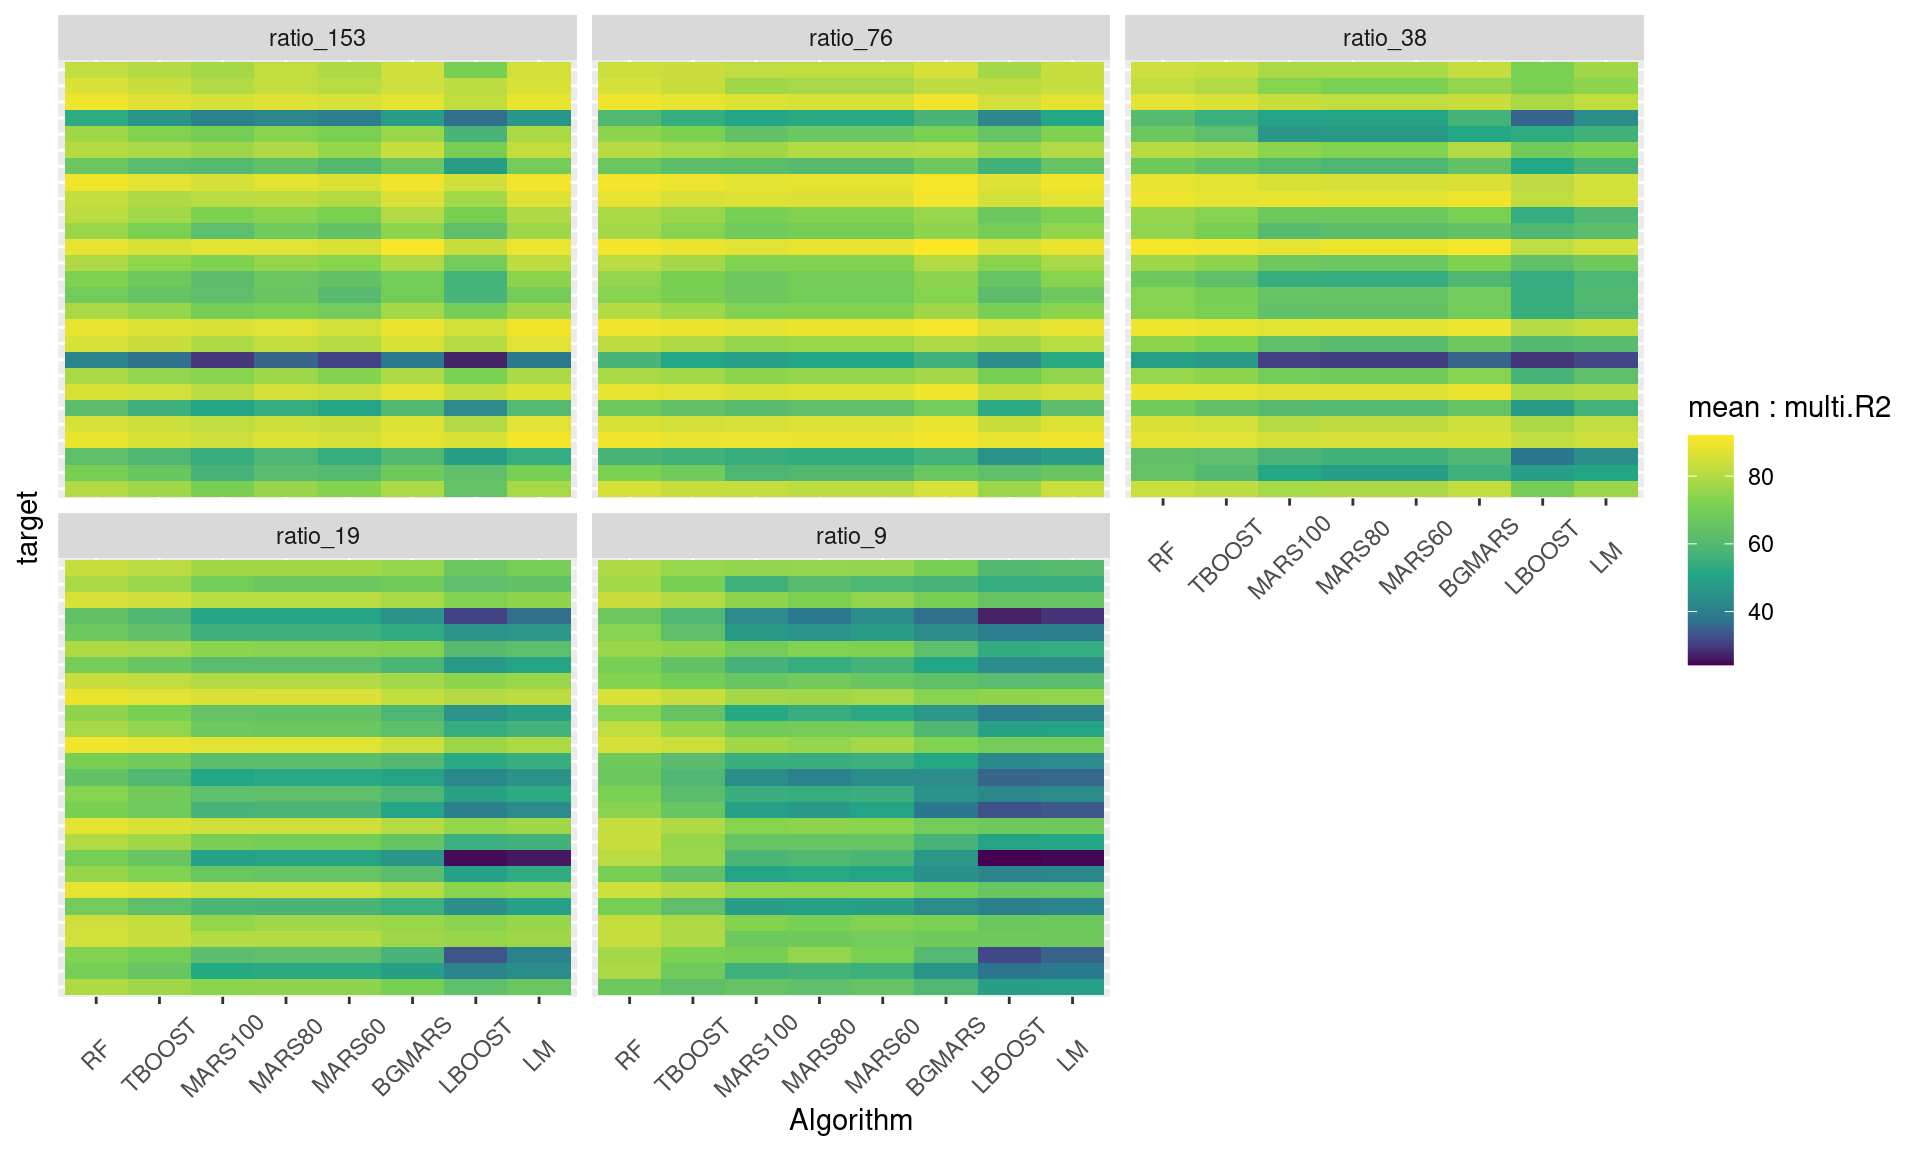 ratio_153
ratio_76
ratio_38
target
ratio_19
ratio_9
RF
TBOOST
MARS100
MARS80
MARS60
BGMARS
LBOOST
LM
RF
TBOOST
MARS100
MARS80
MARS60
BGMARS
LBOOST
LM
RF
TBOOST
MARS100
MARS80
MARS60
BGMARS
LBOOST
LM
Algorithm
mean : multi.R2
80
60
40